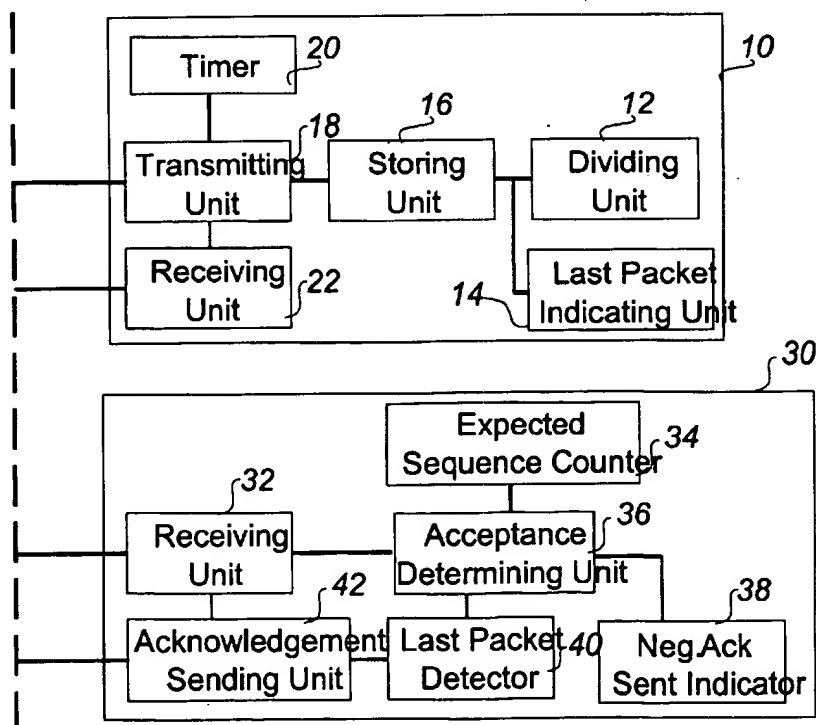 20
Timer
10
18
16
12
Transmitting
Unit
Storing
Unit
Dividing
Unit
Receiving
Unit
22
14
Last Packet
Indicating Unit
30
Expected
Sequence Counter
34
32
Receiving
Unit
Acceptance
Determining Unit
36
42
38
Acknowledgement
Sending Unit
Last Packet
Detector
40
Neg.Ack
Sent Indicator